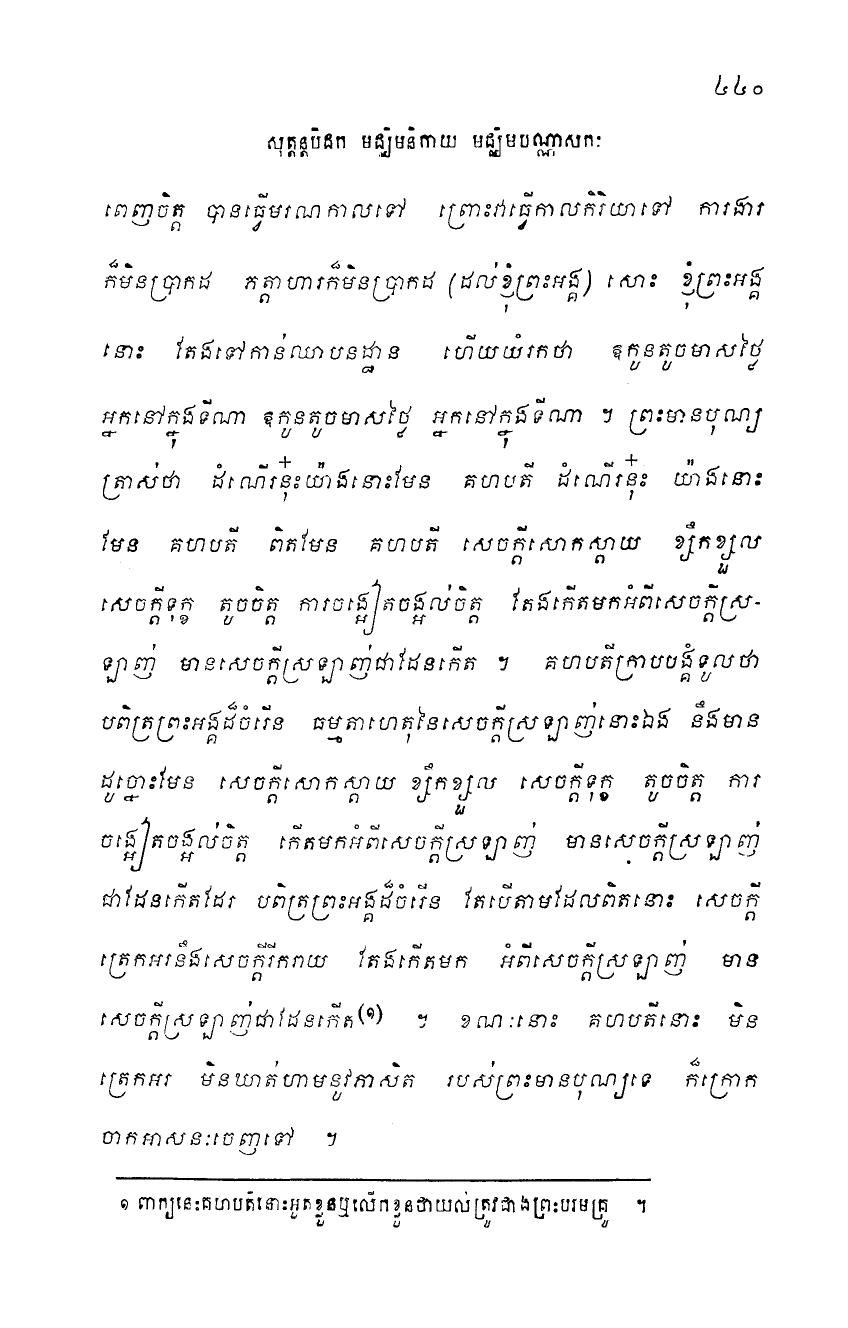 ៤៤០
សុត្តន្តបិដក មជ្ឈិមនិកាយ មជ្ឈិមបណ្ណាសកៈ
ពេញចិត្ត បានធ្វើមរណកាលទៅ ព្រោះវាធ្វើកាលកិរិយាទៅ ការងារ
ក៏មិនប្រាកដ ភត្តាហារក៏មិនប្រាកដ (ដល់ខ្ញុំព្រះអង្គ) សោះ ខ្ញុំព្រះអង្គ
នោះ តែងទៅកាន់ឈាបនដ្ឋាន ហើយយំរកថា ឱកូនតូចមាសថ្ងៃ
អ្នកនៅក្នុងទីណា ឱកូនតូចមាសថ្ងៃ អ្នកនៅក្នុងទីណា ។ ព្រះមានបុណ្យ
ត្រាស់ថា ដំណើរនុ៎ះយ៉ាងនោះមែន គហបតី ដំណើរនុ៎ះ យ៉ាងនោះ
មែន គហបតី ពិតមែន គហបតី សេចក្តីសោកស្តាយ ខ្សឹកខ្សួល
សេចក្តីទុក្ខ តូចចិត្ត ការចង្អៀតចង្អល់ចិត្ត តែងកើតមកអំពីសេចក្តីស្រ-
ឡាញ់ មានសេចក្តីស្រឡាញ់ជាដែនកើត ។ គហបតីក្រាបបង្គំទូលថា
បពិត្រព្រះអង្គដ៏ចំរើន ធម្មតាហេតុនៃសេចក្តីស្រឡាញ់នោះឯង នឹងមាន
ដូច្នោះមែន សេចក្តីសោកស្តាយ ខ្សឹកខ្សួល សេចក្តីទុក្ខ តូចចិត្ត ការ
ចង្អៀតចង្អល់ចិត្ត កើតមកអំពីសេចក្តីស្រឡាញ់ មានសេចក្តីស្រឡាញ់
ជាដែនកើតដែរ បពិត្រព្រះអង្គដ៏ចំរើន តែបើតាមដែលពិតនោះ សេចក្តី
ត្រេកអរនឹងសេចក្តីរីករាយ តែងកើតមក អំពីសេចក្តីស្រឡាញ់ មាន
សេចក្តីស្រឡាញ់ជាដែនកើត(១) ។ ខណៈនោះ គហបតីនោះ មិន
ត្រេកអរ មិនឃាត់ហាមនូវភាសិត របស់ព្រះមានបុណ្យទេ ក៏ក្រោក
ចាកអាសនៈចេញទៅ ។
១ ពាក្យនេះគហបតីនោះអួតខ្លួនឬលើកខ្លួនថាយល់ត្រូវជាងព្រះបរមគ្រូ ។